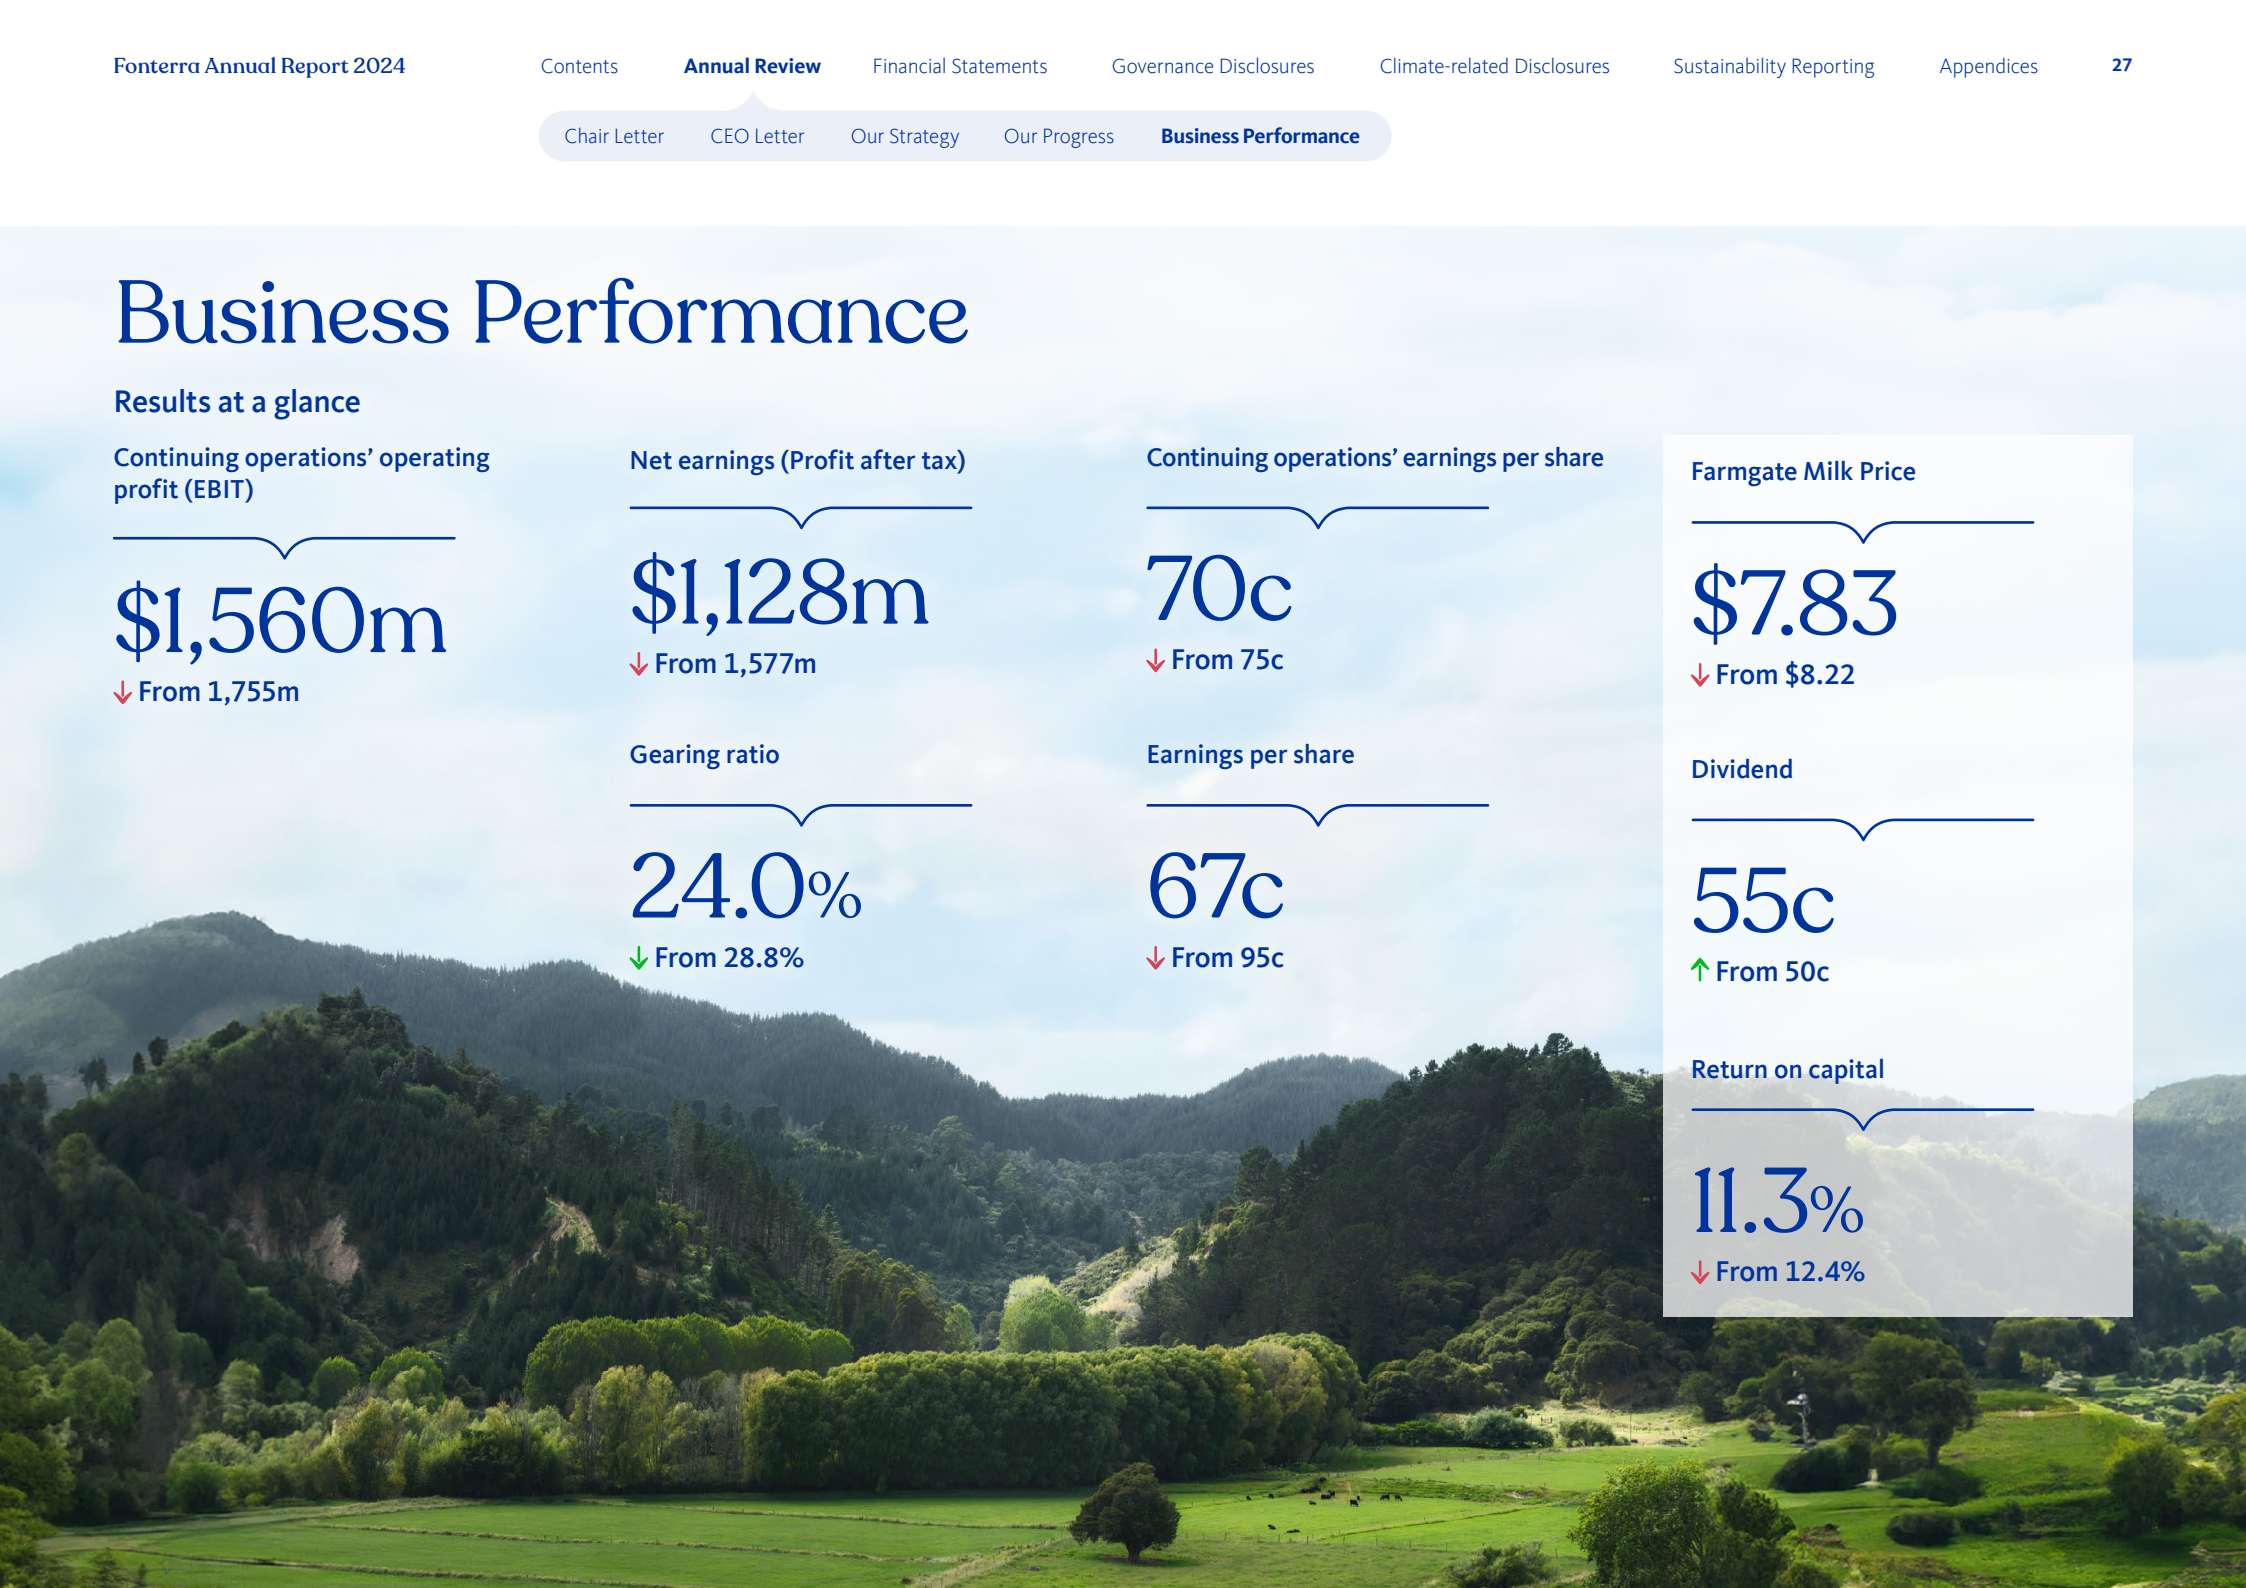 Fonterra Annual Report 2024
Contents
Annual Review
Financial Statements
Governance Disclosures
Climate-related Disclosures
Sustainability Reporting
Appendices
27
Chair Letter
CEO Letter
Our Strategy
Our Progress
Business Performance
Business Performance
Results at a glance
Continuing operations’ operating
profit (EBIT)
$1,560m
From 1,755m
Net earnings (Profit after tax)
$1,128m
From 1,577m
Gearing ratio
24.0%
From 28.8%
Continuing operations’ earnings per share
70c
From 75c
Earnings per share
67c
From 95c
Farmgate Milk Price
$7.83
From $8.22
Dividend
55c
From 50c
Return on capital
11.3%
From 12.4%